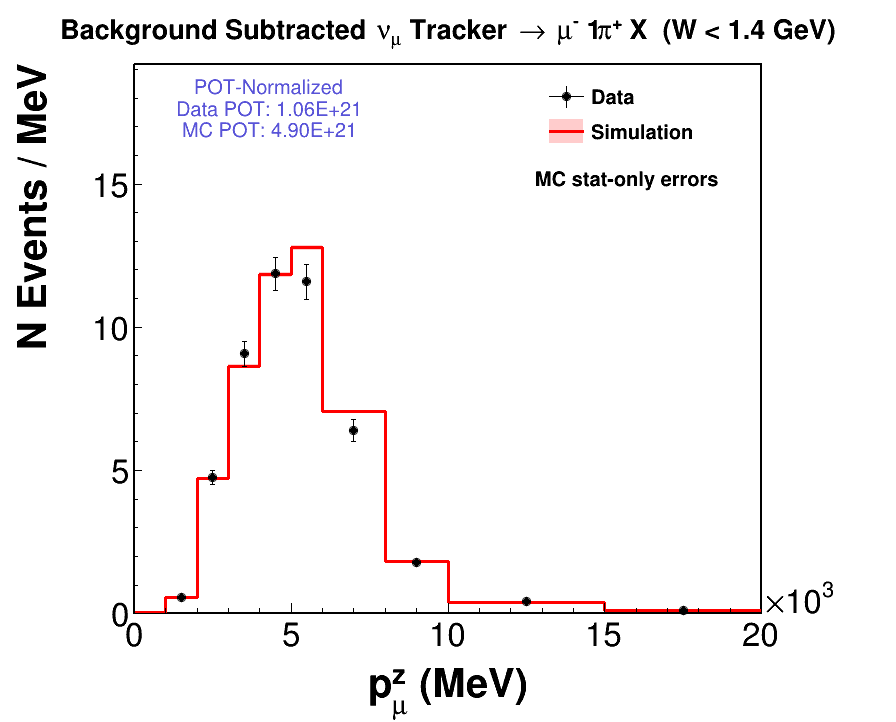 Background Subtracted νμ Tracker → μ- 1π+ X (W < 1.4 GeV)
POT-Normalized
Data POT: 1.06E+21
MC POT: 4.90E+21
Data
Simulation
MC stat-only errors
N Events / MeV
15
10
5
0
0 5 10 15 20
×10³
pᶻμ (MeV)